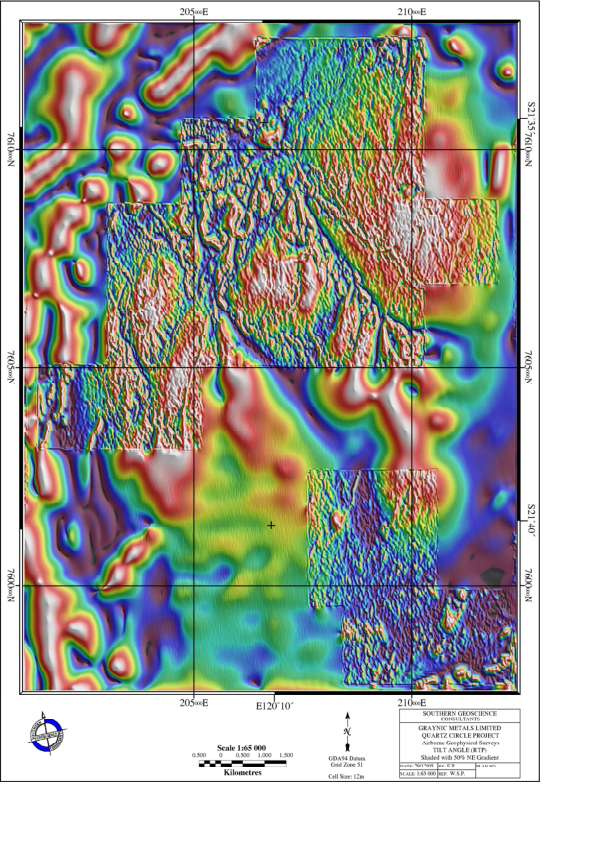 205000E 210000E
S21°35'
7610000N 7610000N
7605000N 7605000N
S21°40'
7600000N 7600000N
205000E E120°10' 210000E
Scale 1:65 000
0.500 0 0.500 1.000 1.500
Kilometres
N
GDA94 Datum
Grid Zone 51
Cell Size: 12m
SOUTHERN GEOSCIENCE
CONSULTANTS
GRAYNIC METALS LIMITED
QUARTZ CIRCLE PROJECT
Airborne Geophysical Surveys
TILT ANGLE (RTP)
Shaded with 50% NE Gradient
SCALE: 1:65 000 REF. W.S.P.